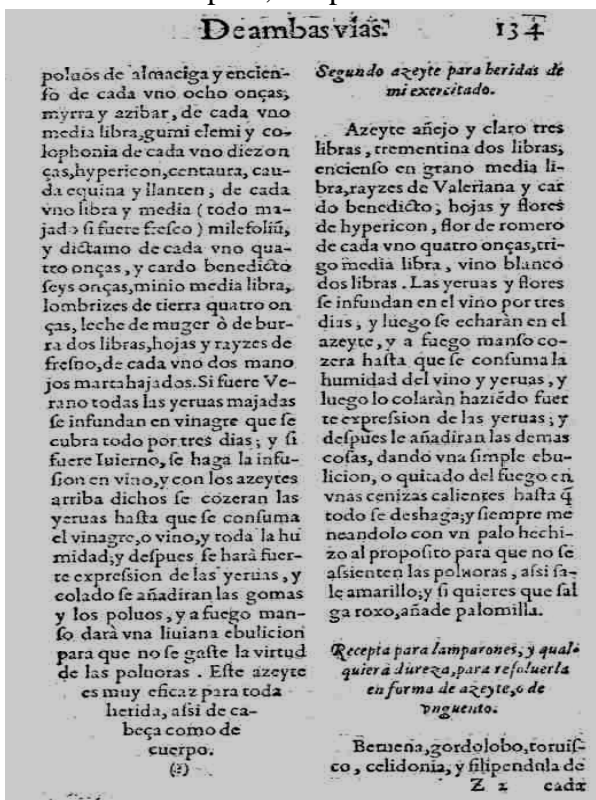 De ambas vias.
134
poluos de almaciga y encien-
so de cada vno ocho onças,
myrra y azibar, de cada vno
media libra, gumi elemi y co-
lophonia de cada vno diez on
ças, hypericon, centaura, cau-
da equina y llanten, de cada
vno libra y media (todo ma-
jado si fuere fresco) milefoliũ,
y dictamo de cada vno qua-
tro onças, y cardo benedicto
seys onças, minio media libra,
lombrizes de tierra quatro on
ças, leche de muger ò de bur-
ra dos libras, hojas y rayzes de
fresno, de cada vno dos mano
jos martahajados. Si fuere Ve-
rano todas las yeruas majadas
se infundan en vinagre que se
cubra todo por tres dias; y si
fuere Iuierno, se haga la infu-
sion en vino, y con los azeytes
arriba dichos se cozeran las
yeruas hasta que se consuma
el vinagre, o vino, y toda la hu
midad; y despues se harà fuer-
te expression de las yeruas, y
colado se añadiran las gomas
y los poluos, y a fuego man-
so darà vna liuiana ebulicion
para que no se gaste la virtud
de las poluoras. Este azeyte
es muy eficaz para toda
herida, assi de ca-
beça como de
cuerpo.
(?)
Segundo azeyte para heridas de
mi exercitado.
Azeyte añejo y claro tres
libras, trementina dos libras;
encienso en grano media li-
bra, rayzes de Valeriana y car
do benedicto; hojas y flores
de hypericon, flor de romero
de cada vno quatro onças, tri-
go media libra, vino blanco
dos libras. Las yeruas y flores
se infundan en el vino por tres
dias, y luego se echaràn en el
azeyte, y a fuego manso co-
zera hasta que se consuma la
humidad del vino y yeruas, y
luego lo colaràn haziẽdo fuer
te expression de las yeruas; y
despues le añadiran las demas
cosas, dando vna simple ebu-
licion, o quitado del fuego en
vnas cenizas calientes hasta q̃
todo se deshaga; y siempre me
neandolo con vn palo hechi-
zo al proposito para que no se
assienten las poluoras, assi sa-
le amarillo; y si quieres que sal
ga roxo, añade palomilla.
Recepta para lamparones, y qual-
quiera dureza, para resoluerla
en forma de azeyte, o de
vnguento.
Beruena, gordolobo, toruis-
co, celidonia, y filipendula de
Z 2 cada